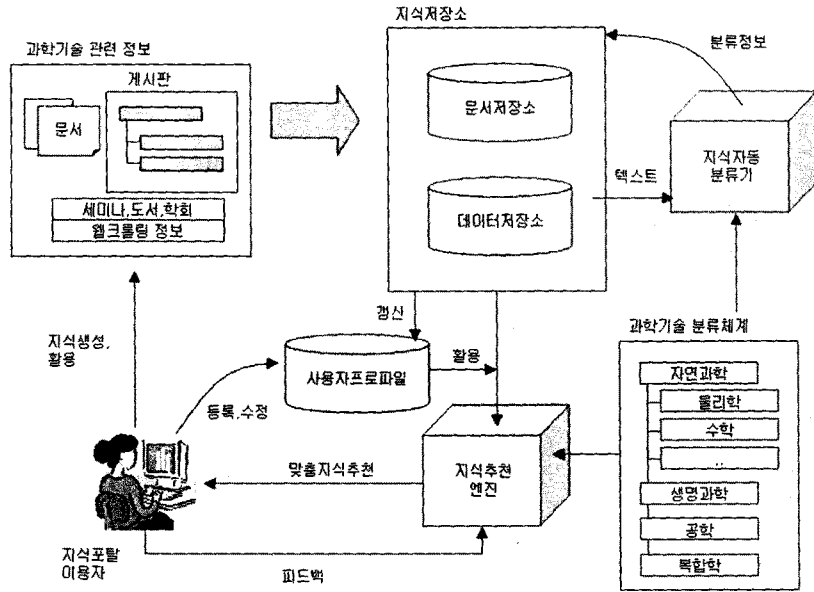 지식저장소
과학기술 관련 정보
게시판
문서
세미나,도서,학회
웹크롤링 정보
문서저장소
데이터저장소
분류정보
지식자동
분류기
텍스트
갱신
활용
지식생성,
활용
사용자프로파일
등록,수정
과학기술 분류체계
자연과학
물리학
수학
..
생명과학
공학
복합학
맞춤지식추천
지식추천
엔진
지식포탈
이용자
피드백